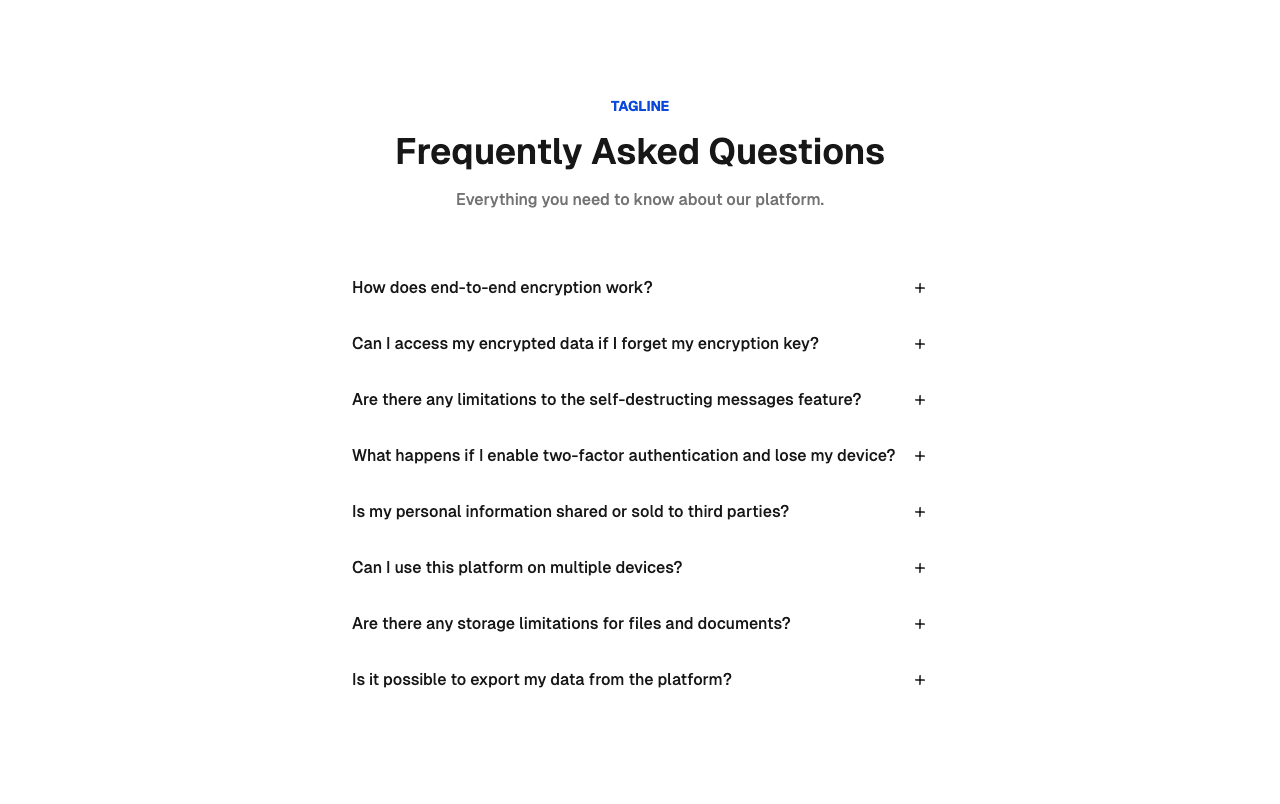 TAGLINE
Frequently Asked Questions
Everything you need to know about our platform.
How does end-to-end encryption work?
Can I access my encrypted data if I forget my encryption key?
Are there any limitations to the self-destructing messages feature?
What happens if I enable two-factor authentication and lose my device?
Is my personal information shared or sold to third parties?
Can I use this platform on multiple devices?
Are there any storage limitations for files and documents?
Is it possible to export my data from the platform?